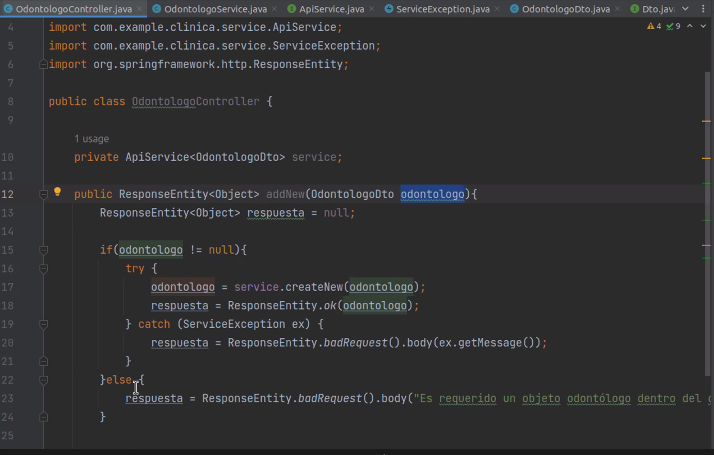 OdontologoController.java × OdontologoService.java × ApiService.java × ServiceException.java × OdontologoDto.java × Dto.java
4 import com.example.clinica.service.ApiService; 4 9
5 import com.example.clinica.service.ServiceException;
6 import org.springframework.http.ResponseEntity;
7
8 public class OdontologoController {
9
1 usage
10 private ApiService<OdontologoDto> service;
11
12 public ResponseEntity<Object> addNew(OdontologoDto odontologo){
13 ResponseEntity<Object> respuesta = null;
14
15 if(odontologo != null){
16 try {
17 odontologo = service.createNew(odontologo);
18 respuesta = ResponseEntity.ok(odontologo);
19 } catch (ServiceException ex) {
20 respuesta = ResponseEntity.badRequest().body(ex.getMessage());
21 }
22 }else {
23 respuesta = ResponseEntity.badRequest().body("Es requerido un objeto odontólogo dentro del
24 }
25